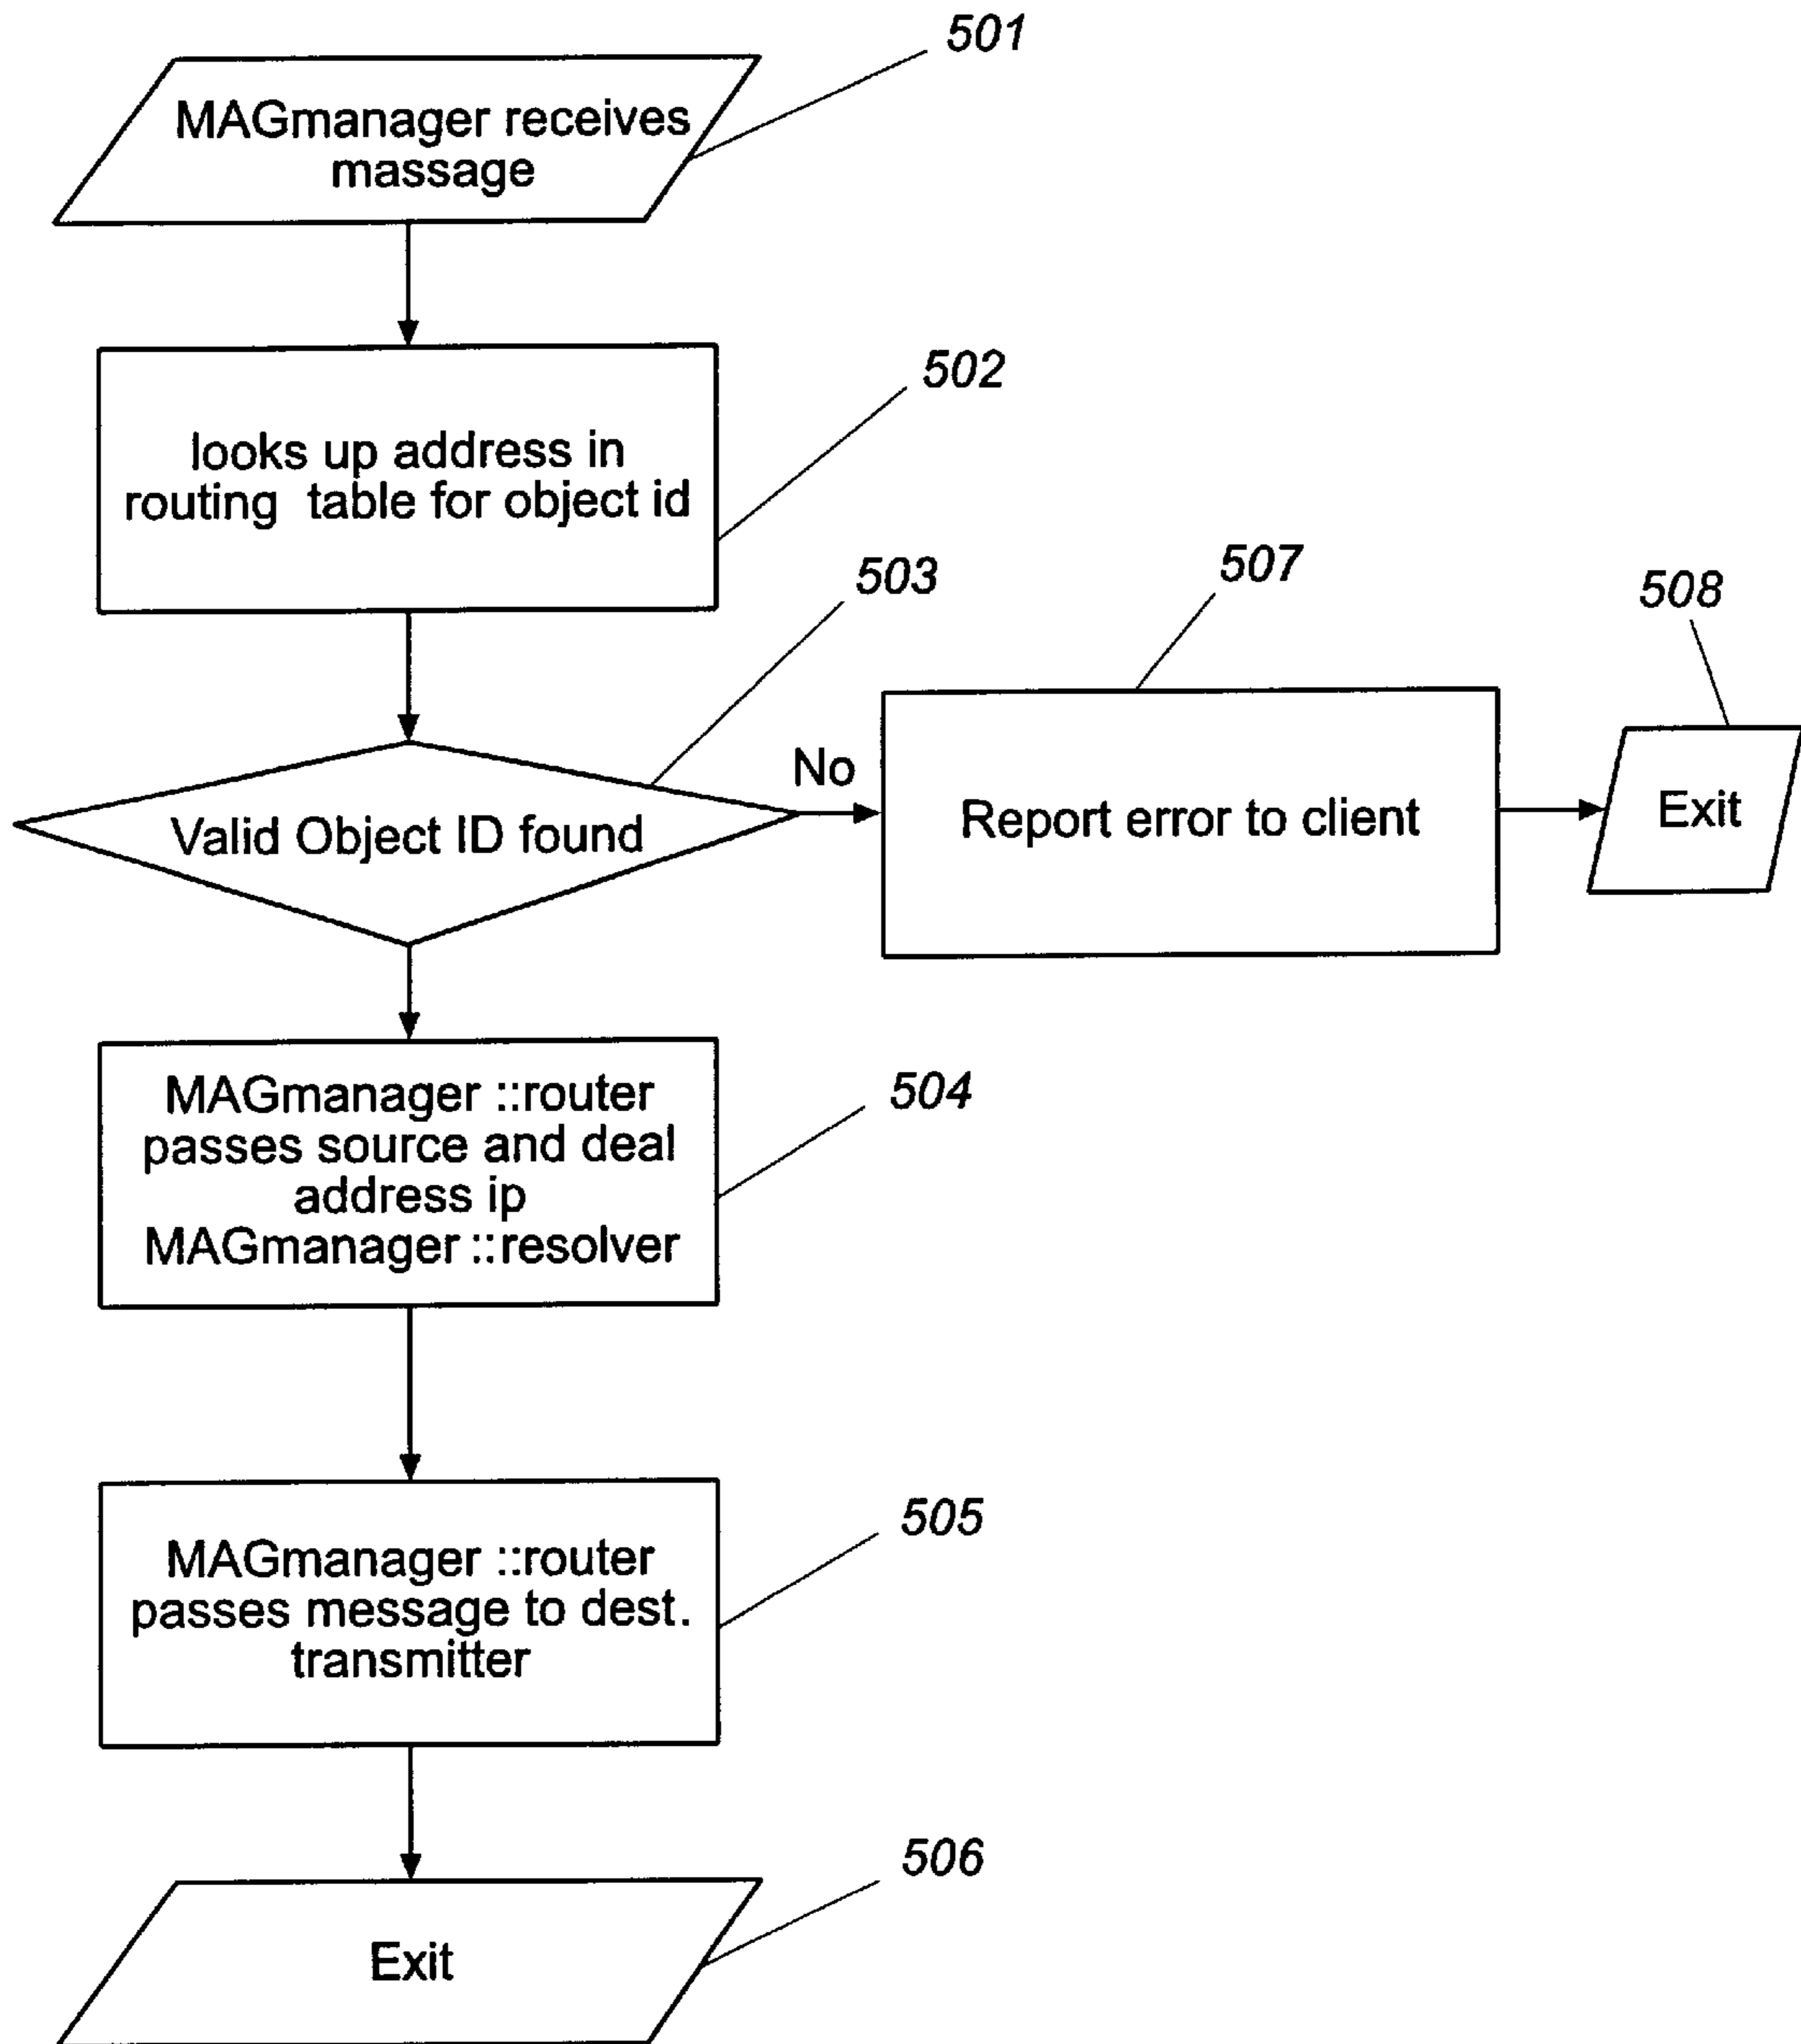 501
MAGmanager receives
massage
502
looks up address in
routing table for object id
503
507
508
No
Valid Object ID found
Report error to client
Exit
MAGmanager ::router
passes source and deal
address ip
MAGmanager ::resolver
504
MAGmanager ::router
passes message to dest.
transmitter
505
506
Exit